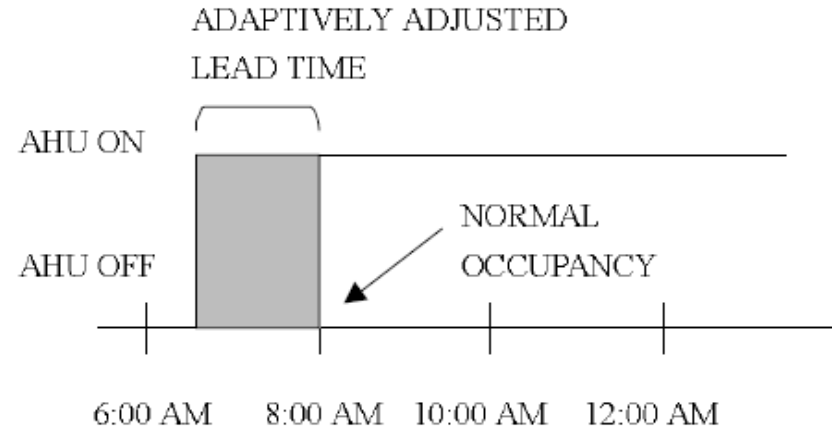 ADAPTIVELY ADJUSTED
LEAD TIME
AHU ON
NORMAL
AHU OFF
OCCUPANCY
6:00 AM
8:00 AM
10:00 AM
12:00 AM